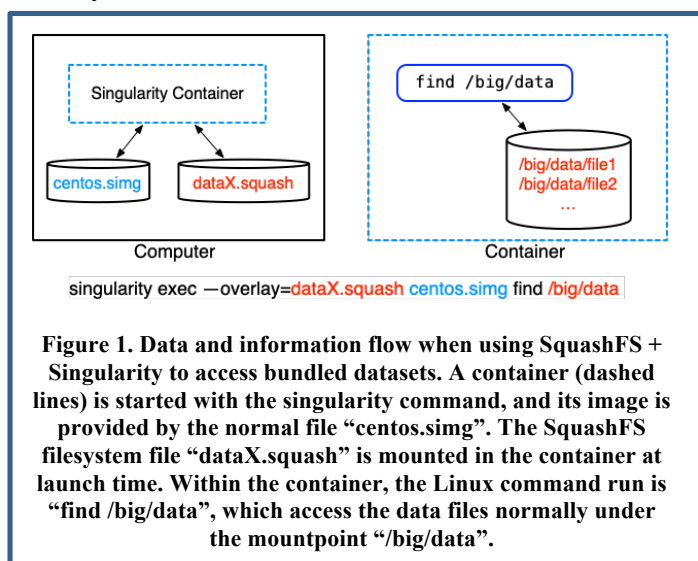 Singularity Container
centos.simg
dataX.squash
Computer
find /big/data
/big/data/file1
/big/data/file2
...
Container
singularity exec —overlay=dataX.squash centos.simg find /big/data
Figure 1. Data and information flow when using SquashFS +
Singularity to access bundled datasets. A container (dashed
lines) is started with the singularity command, and its image is
provided by the normal file “centos.simg”. The SquashFS
filesystem file “dataX.squash” is mounted in the container at
launch time. Within the container, the Linux command run is
“find /big/data”, which access the data files normally under
the mountpoint “/big/data”.